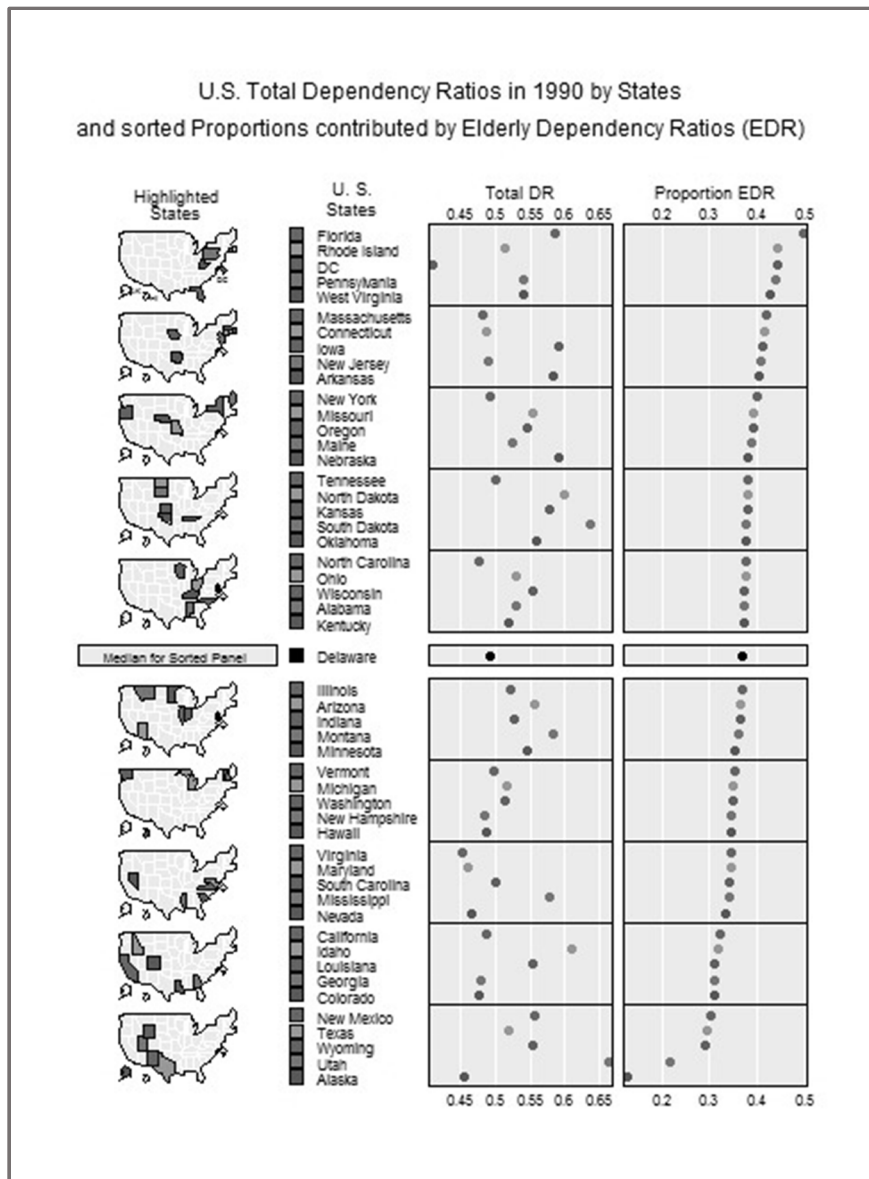 U.S. Total Dependency Ratios in 1990 by States
and sorted Proportions contributed by Elderly Dependency Ratios (EDR)
Highlighted
States
U. S.
States
Total DR
Proportion EDR
0.45 0.5 0.55 0.6 0.65
0.2 0.3 0.4 0.5
Florida
Rhode Island
DC
Pennsylvania
West Virginia
Massachusetts
Connecticut
Iowa
New Jersey
Arkansas
New York
Missouri
Oregon
Maine
Nebraska
Tennessee
North Dakota
Kansas
South Dakota
Oklahoma
North Carolina
Ohio
Wisconsin
Alabama
Kentucky
Median for Sorted Panel
Delaware
Illinois
Arizona
Indiana
Montana
Minnesota
Vermont
Michigan
Washington
New Hampshire
Hawaii
Virginia
Maryland
South Carolina
Mississippi
Nevada
California
Idaho
Louisiana
Georgia
Colorado
New Mexico
Texas
Wyoming
Utah
Alaska
0.45 0.5 0.55 0.6 0.65
0.2 0.3 0.4 0.5